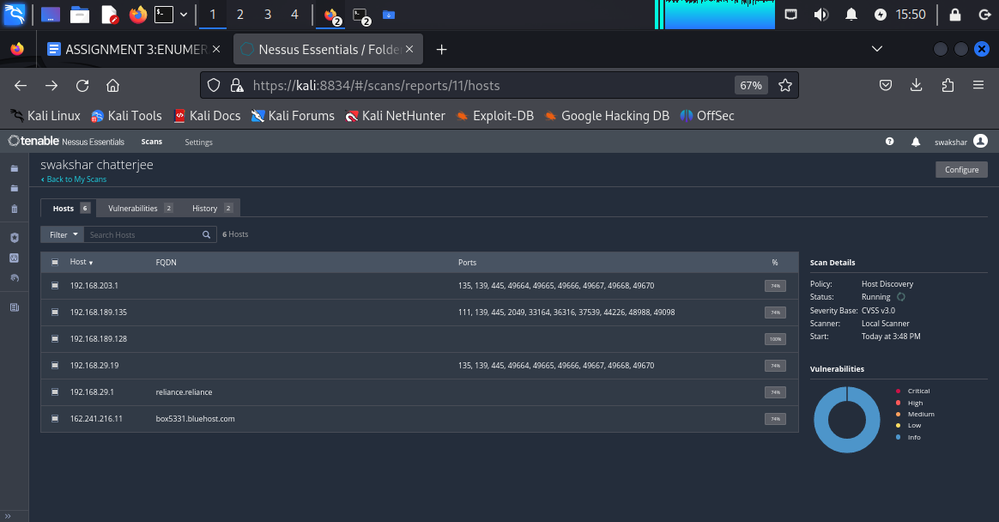 1 2 3 4 2 2 15:50
ASSIGNMENT 3:ENUMER Nessus Essentials / Folde
https://kali:8834/#/scans/reports/11/hosts 67%
Kali Linux Kali Tools Kali Docs Kali Forums Kali NetHunter Exploit-DB Google Hacking DB OffSec
tenable Nessus Essentials Scans Settings swakshar
swakshar chatterjee
Back to My Scans
Configure
Hosts 6 Vulnerabilities 2 History 2
Filter Search Hosts 6 Hosts
Host FQDN Ports %
192.168.203.1 135, 139, 445, 49664, 49665, 49666, 49667, 49668, 49670 74%
192.168.189.135 111, 139, 445, 2049, 33164, 36316, 37539, 44226, 48988, 49098 74%
192.168.189.128 100%
192.168.29.19 135, 139, 445, 49664, 49665, 49666, 49667, 49668, 49670 74%
192.168.29.1 reliance.reliance 74%
162.241.216.11 box5331.bluehost.com 74%
Scan Details
Policy: Host Discovery
Status: Running
Severity Base: CVSS v3.0
Scanner: Local Scanner
Start: Today at 3:48 PM
Vulnerabilities
Critical
High
Medium
Low
Info